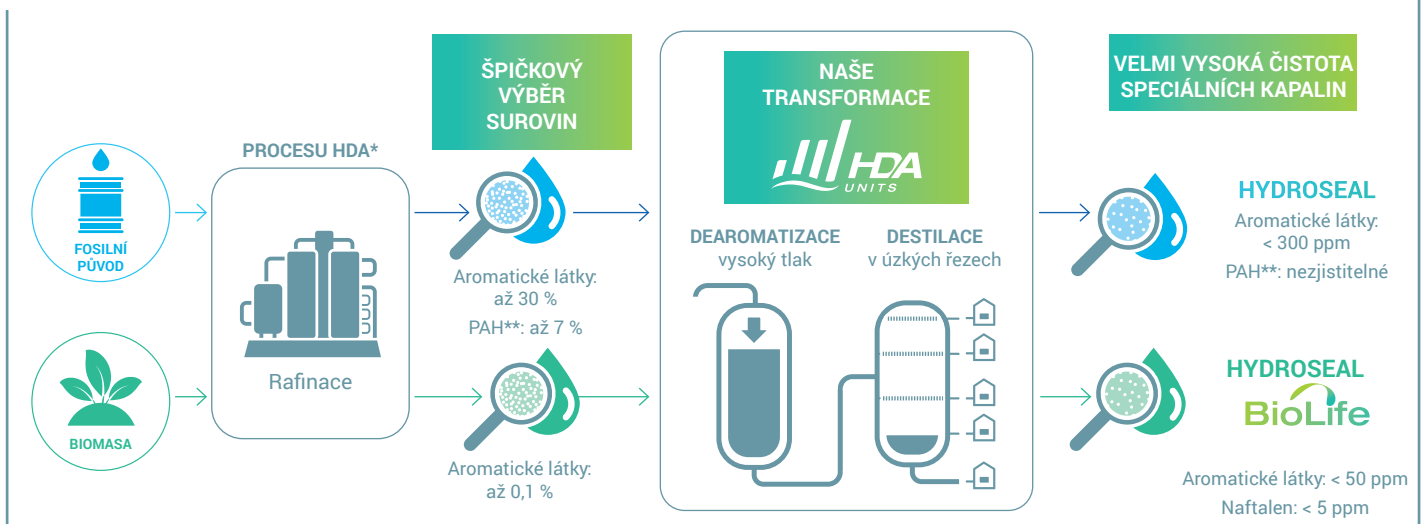 FOSILNÍ
PŮVOD
BIOMASA
PROCESU HDA*
Rafinace
ŠPIČKOVÝ
VÝBĚR
SUROVIN
Aromatické látky:
až 30 %
PAH**: až 7 %
Aromatické látky:
až 0,1 %
NAŠE
TRANSFORMACE
HDA
UNITS
DEAROMATIZACE
vysoký tlak
DESTILACE
v úzkých řezech
VELMI VYSOKÁ ČISTOTA
SPECIÁLNÍCH KAPALIN
HYDROSEAL
Aromatické látky:
< 300 ppm
PAH**: nezjistitelné
HYDROSEAL
BioLife
Aromatické látky: < 50 ppm
Naftalen: < 5 ppm